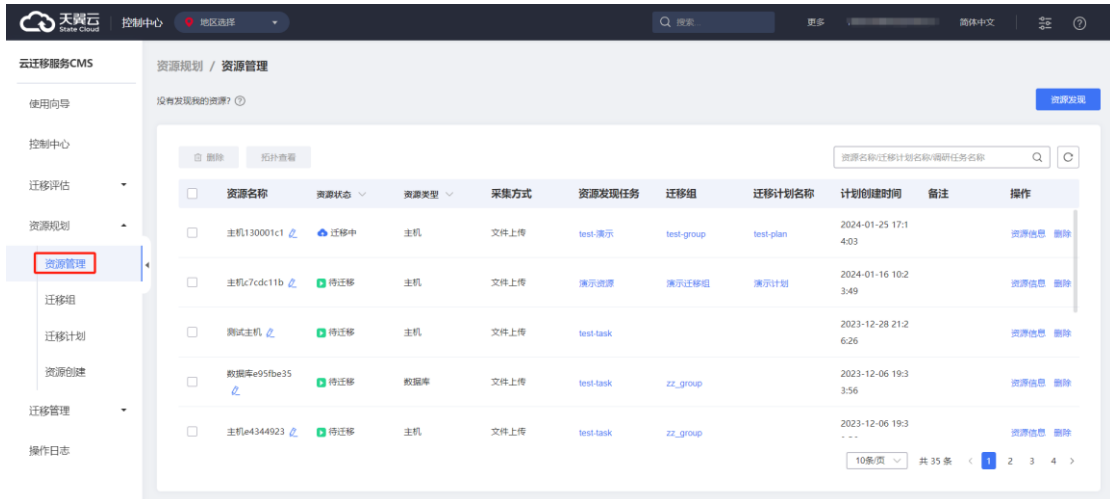 天翼云
State Cloud
控制中心
地区选择
搜索...
更多
简体中文
云迁移服务CMS
使用向导
控制中心
迁移评估
资源规划
资源管理
迁移组
迁移计划
资源创建
迁移管理
操作日志
资源规划 / 资源管理
没有发现我的资源?
资源发现
删除 拓扑查看
资源名称/迁移计划名称/调研任务名称
资源名称 资源状态 资源类型 采集方式 资源发现任务 迁移组 迁移计划名称 计划创建时间 备注 操作
主机130001c1 迁移中 主机 文件上传 test-演示 test-group test-plan 2024-01-25 17:1
4:03
资源信息 删除
主机c7cdc11b 待迁移 主机 文件上传 演示资源 演示迁移组 演示计划 2024-01-16 10:2
3:49
资源信息 删除
测试主机 待迁移 主机 文件上传 test-task 2023-12-28 21:2
6:26
资源信息 删除
数据库e95fbe35 待迁移 数据库 文件上传 test-task zz_group 2023-12-06 19:3
3:56
资源信息 删除
主机e4344923 待迁移 主机 文件上传 test-task zz_group 2023-12-06 19:3
资源信息 删除
10条/页 共 35 条 < 1 2 3 4 >